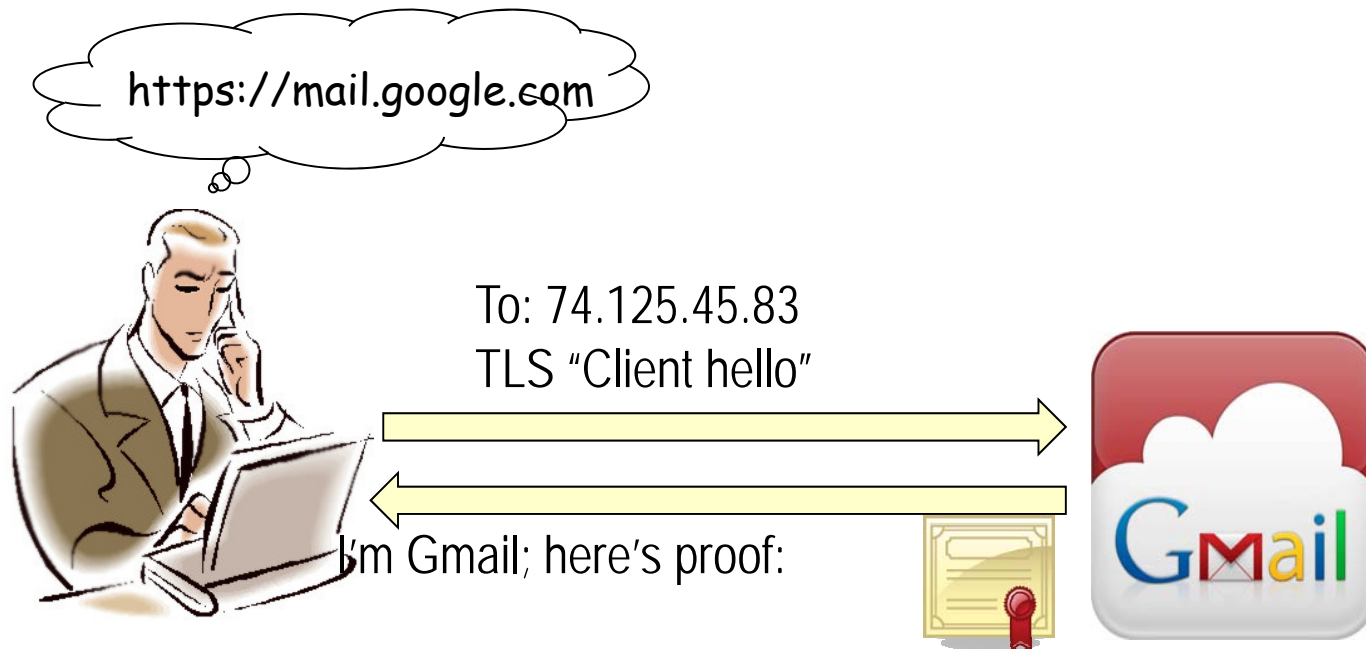 https://mail.google.com
To: 74.125.45.83
TLS “Client hello”
I'm Gmail; here's proof:
GMail